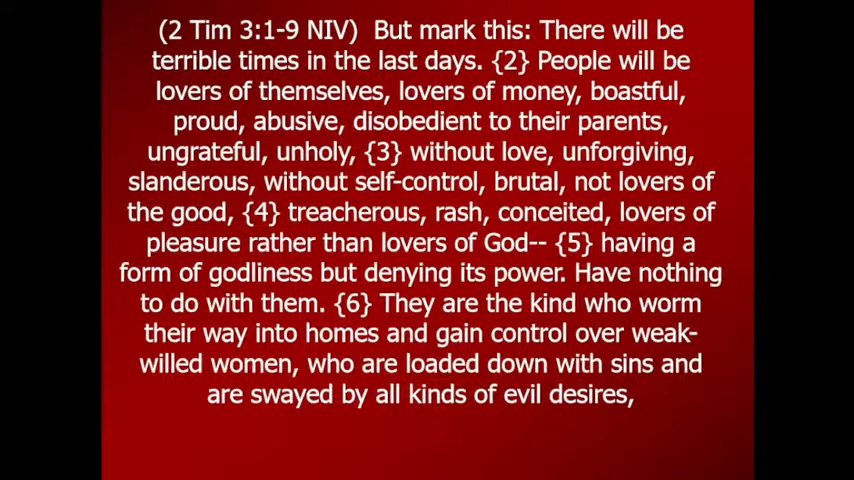 (2 Tim 3:1-9 NIV)  But mark this: There will be
terrible times in the last days. {2} People will be
lovers of themselves, lovers of money, boastful,
proud, abusive, disobedient to their parents,
ungrateful, unholy, {3} without love, unforgiving,
slanderous, without self-control, brutal, not lovers of
the good, {4} treacherous, rash, conceited, lovers of
pleasure rather than lovers of God-- {5} having a
form of godliness but denying its power. Have nothing
to do with them. {6} They are the kind who worm
their way into homes and gain control over weak-
willed women, who are loaded down with sins and
are swayed by all kinds of evil desires,